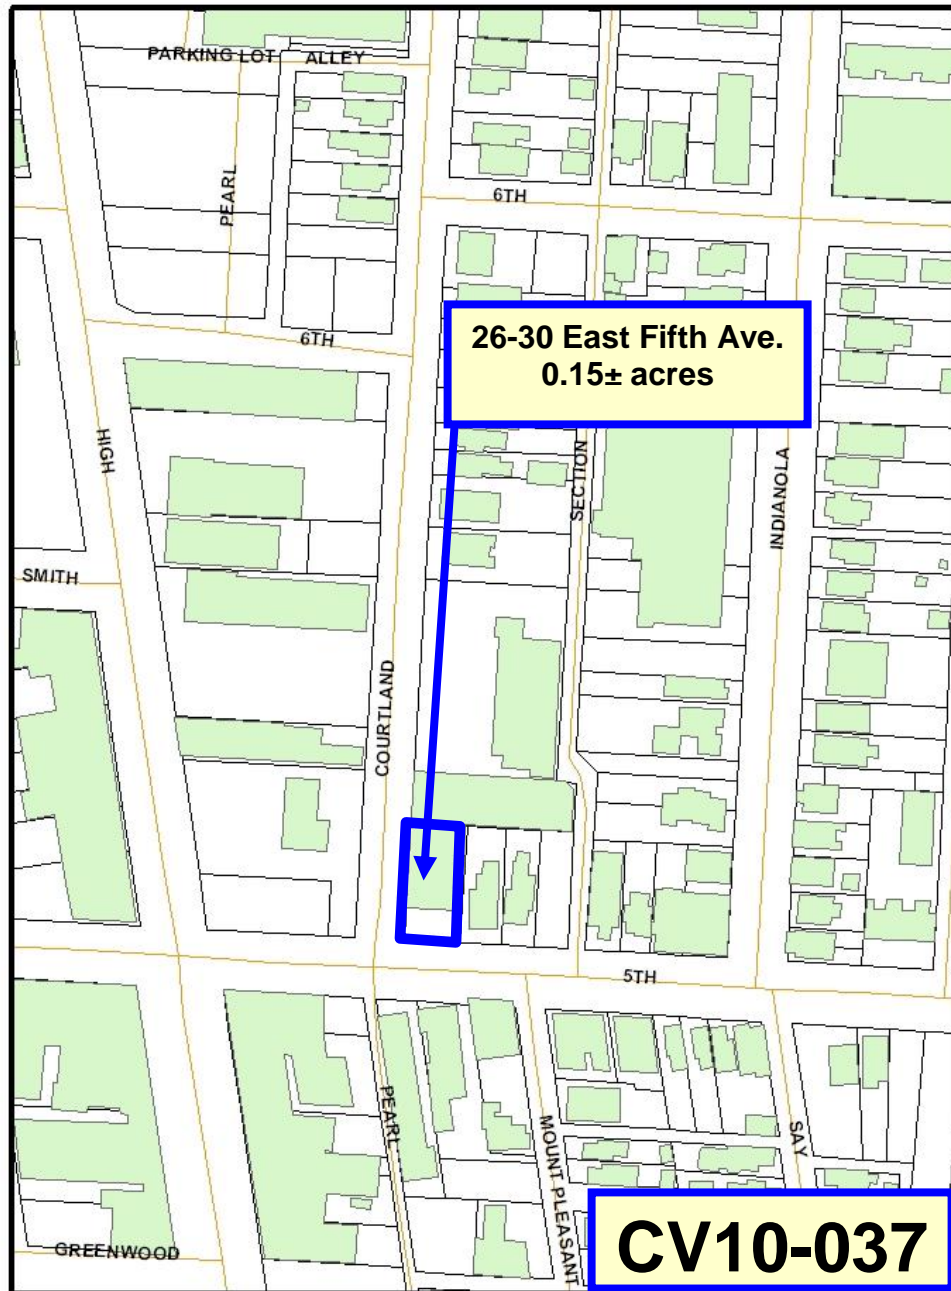 PARKING LOT
ALLEY
PEARL
6TH
6TH
26-30 East Fifth Ave.
0.15± acres
HIGH
SECTION
INDIANOLA
SMITH
COURTLAND
5TH
PEARL
MOUNT PLEASANT
SAY
GREENWOOD
CV10-037